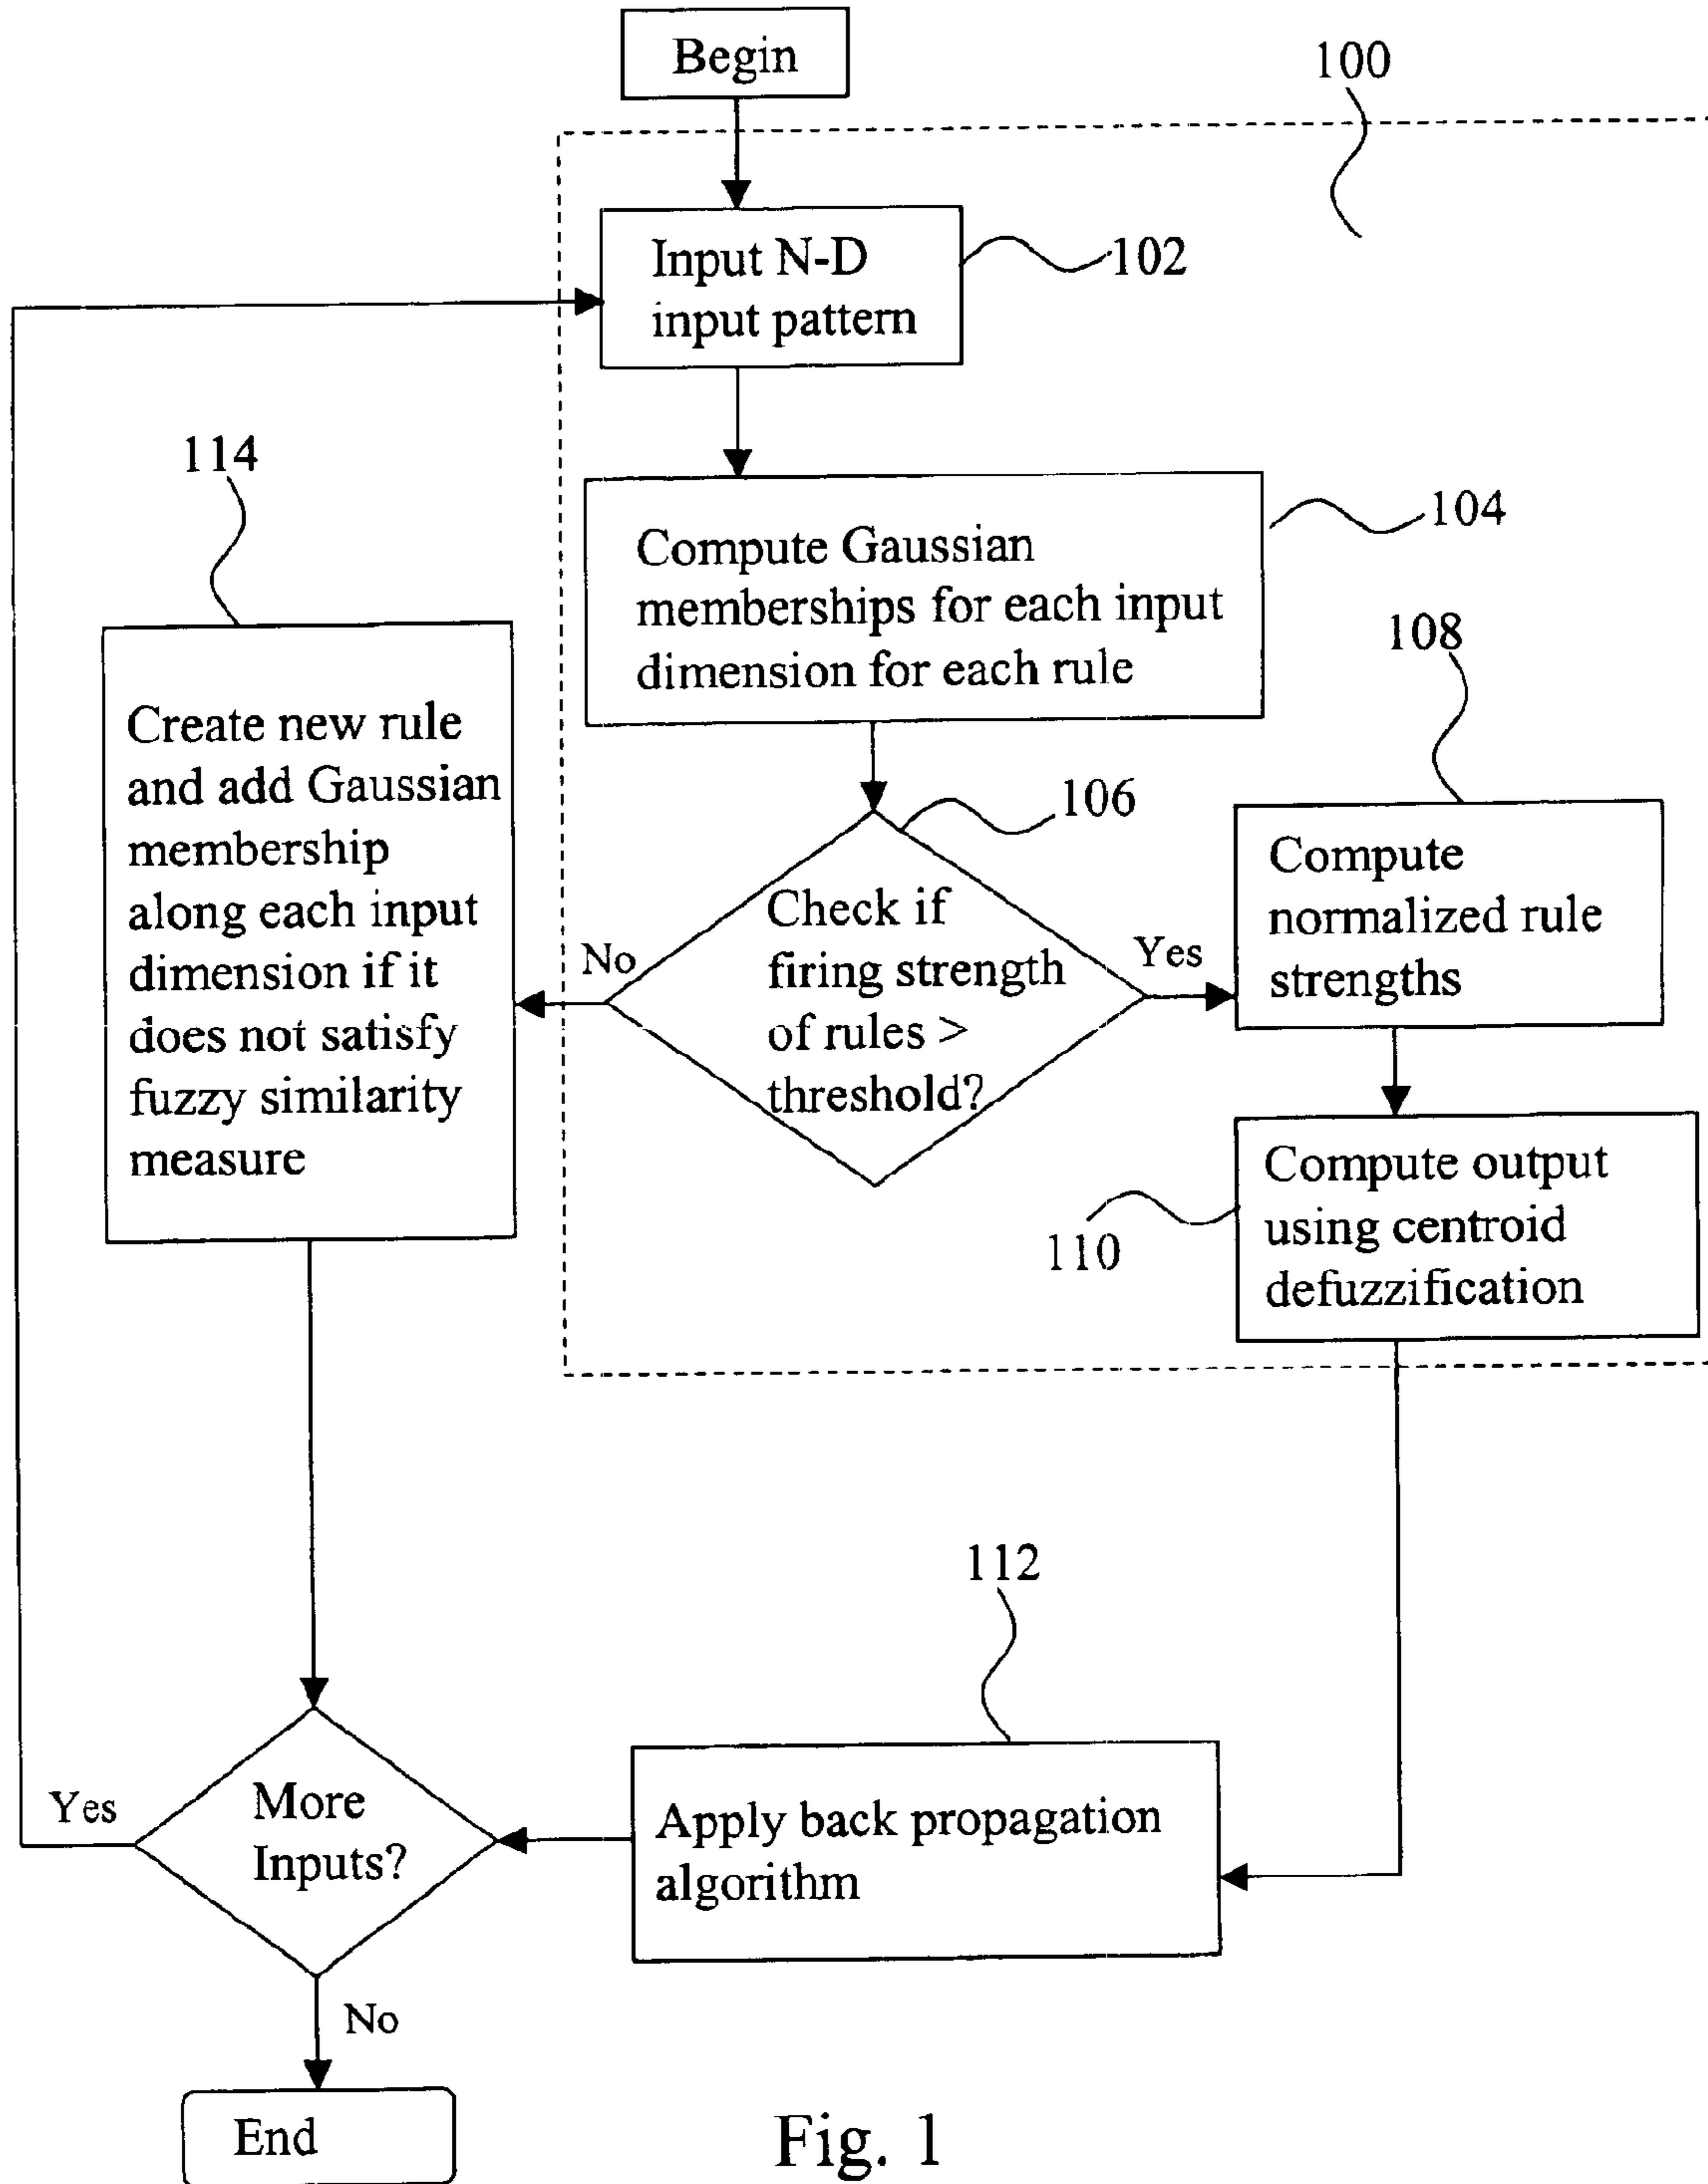 Begin
100
Input N-D
input pattern
102
114
Compute Gaussian
memberships for each input
dimension for each rule
104
108
Create new rule
and add Gaussian
membership
along each input
dimension if it
does not satisfy
fuzzy similarity
measure
No
Check if
firing strength
of rules >
threshold?
106
Yes
Compute
normalized rule
strengths
Compute output
using centroid
defuzzification
110
112
Yes
More
Inputs?
Apply back propagation
algorithm
No
End
Fig. 1